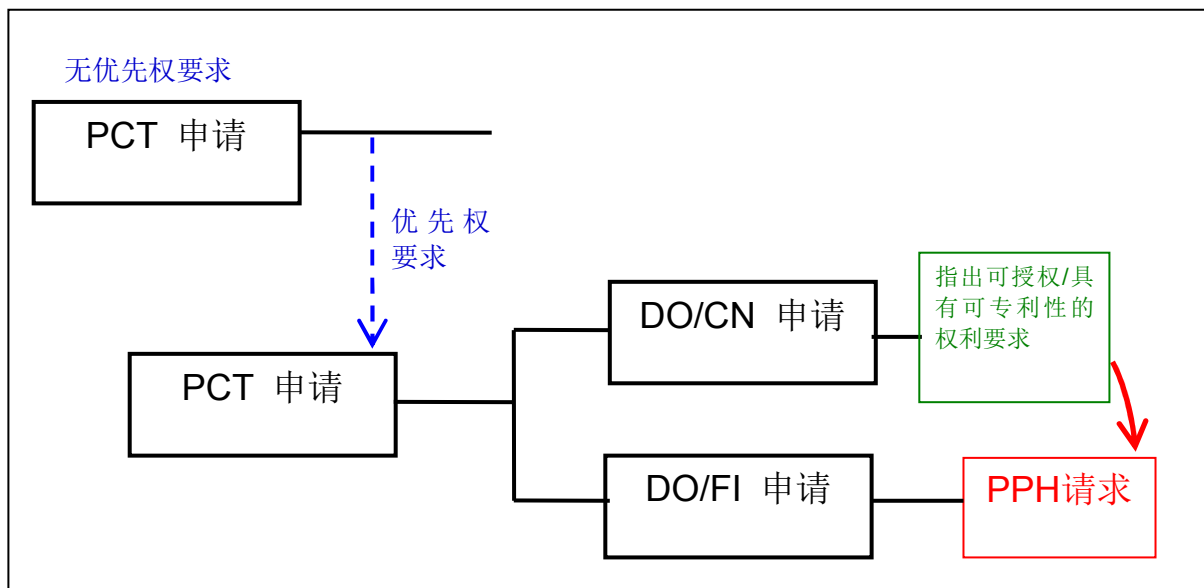 无优先权要求
PCT 申请
优先权
要求
PCT 申请
DO/CN 申请
指出可授权/具
有可专利性的
权利要求
DO/FI 申请
PPH请求